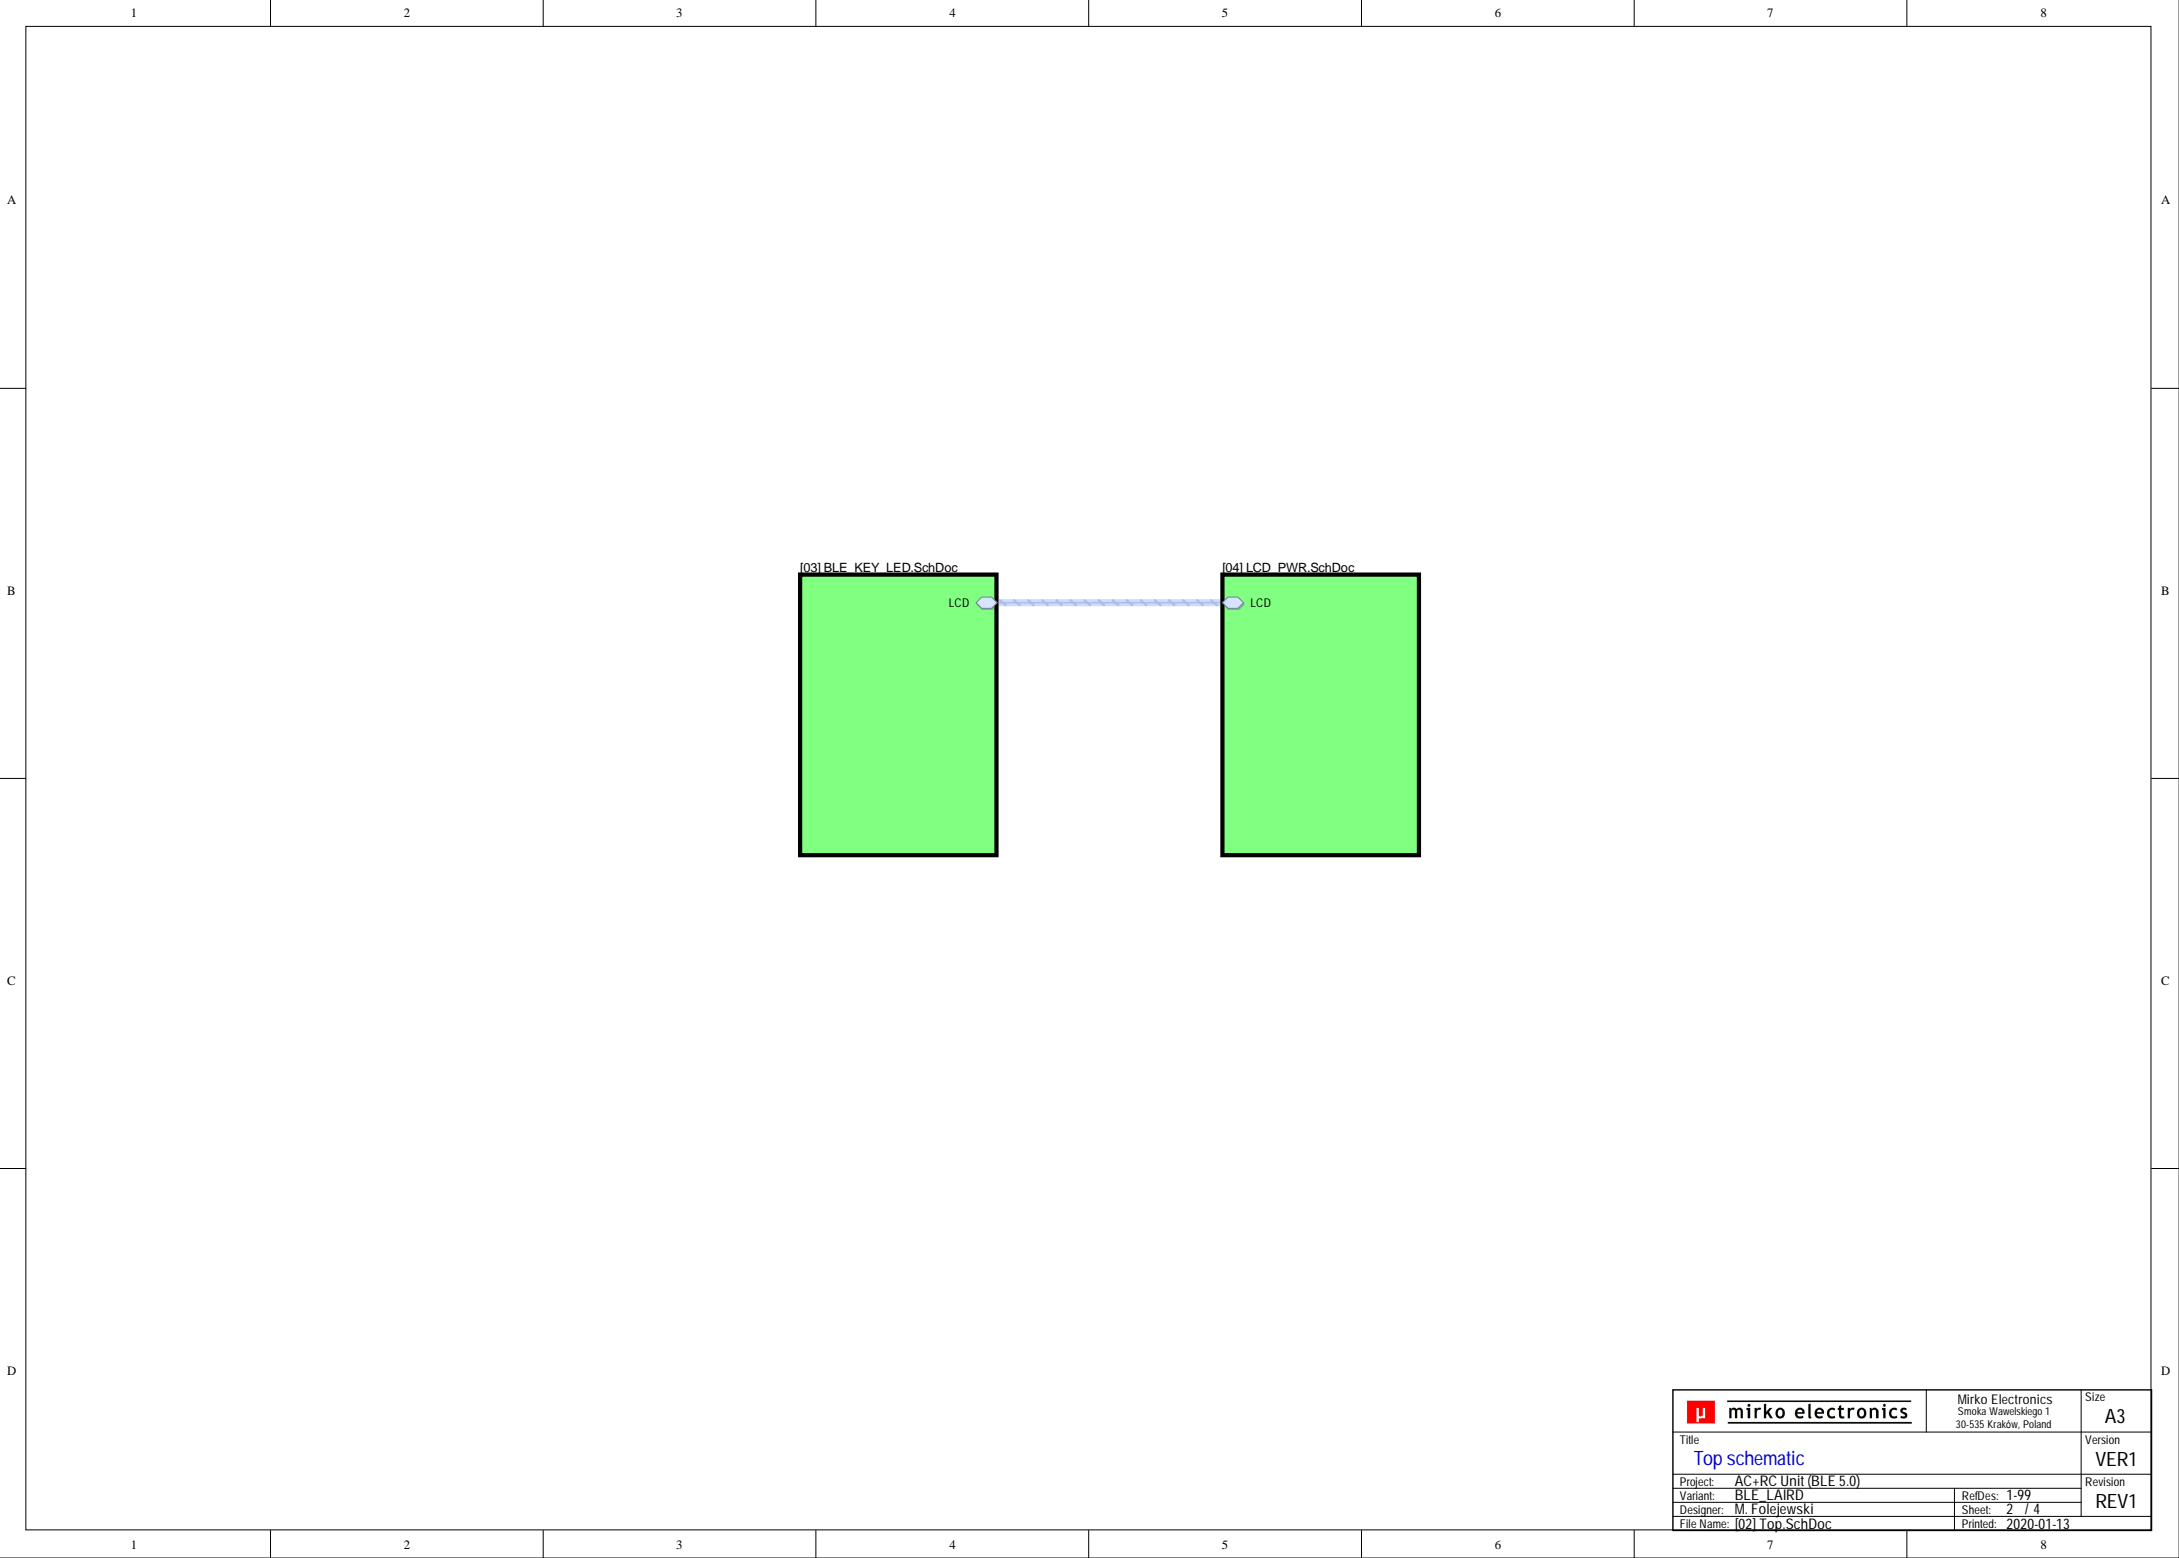 1 2 3 4 5 6 7 8
A A
[03] BLE_KEY_LED.SchDoc [04] LCD_PWR.SchDoc
B B
LCD LCD
C C
D D
µ mirko electronics
Mirko Electronics
Smoka Wawelskiego 1
30-535 Kraków, Poland
Size
A3
Title
Top schematic
Version
VER1
Project: AC+RC Unit (BLE 5.0)
Variant: BLE_LAIRD
RefDes: 1-99
Designer: M. Folejewski
Sheet: 2 / 4
File Name: [02] Top.SchDoc
Printed: 2020-01-13
Revision
REV1
1 2 3 4 5 6 7 8